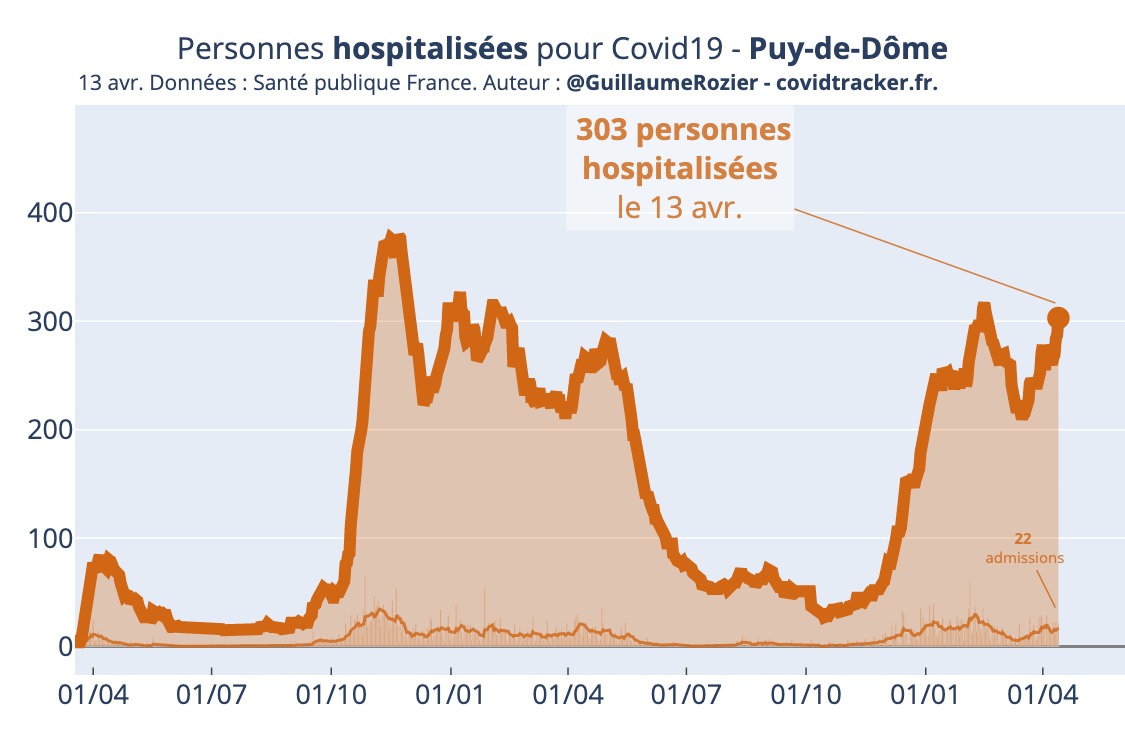 Personnes hospitalisées pour Covid19 - Puy-de-Dôme
13 avr. Données : Santé publique France. Auteur : @GuillaumeRozier - covidtracker.fr.
303 personnes
hospitalisées
le 13 avr.
400
300
200
100
0
22
admissions
01/04
01/07
01/10
01/01
01/04
01/07
01/10
01/01
01/04